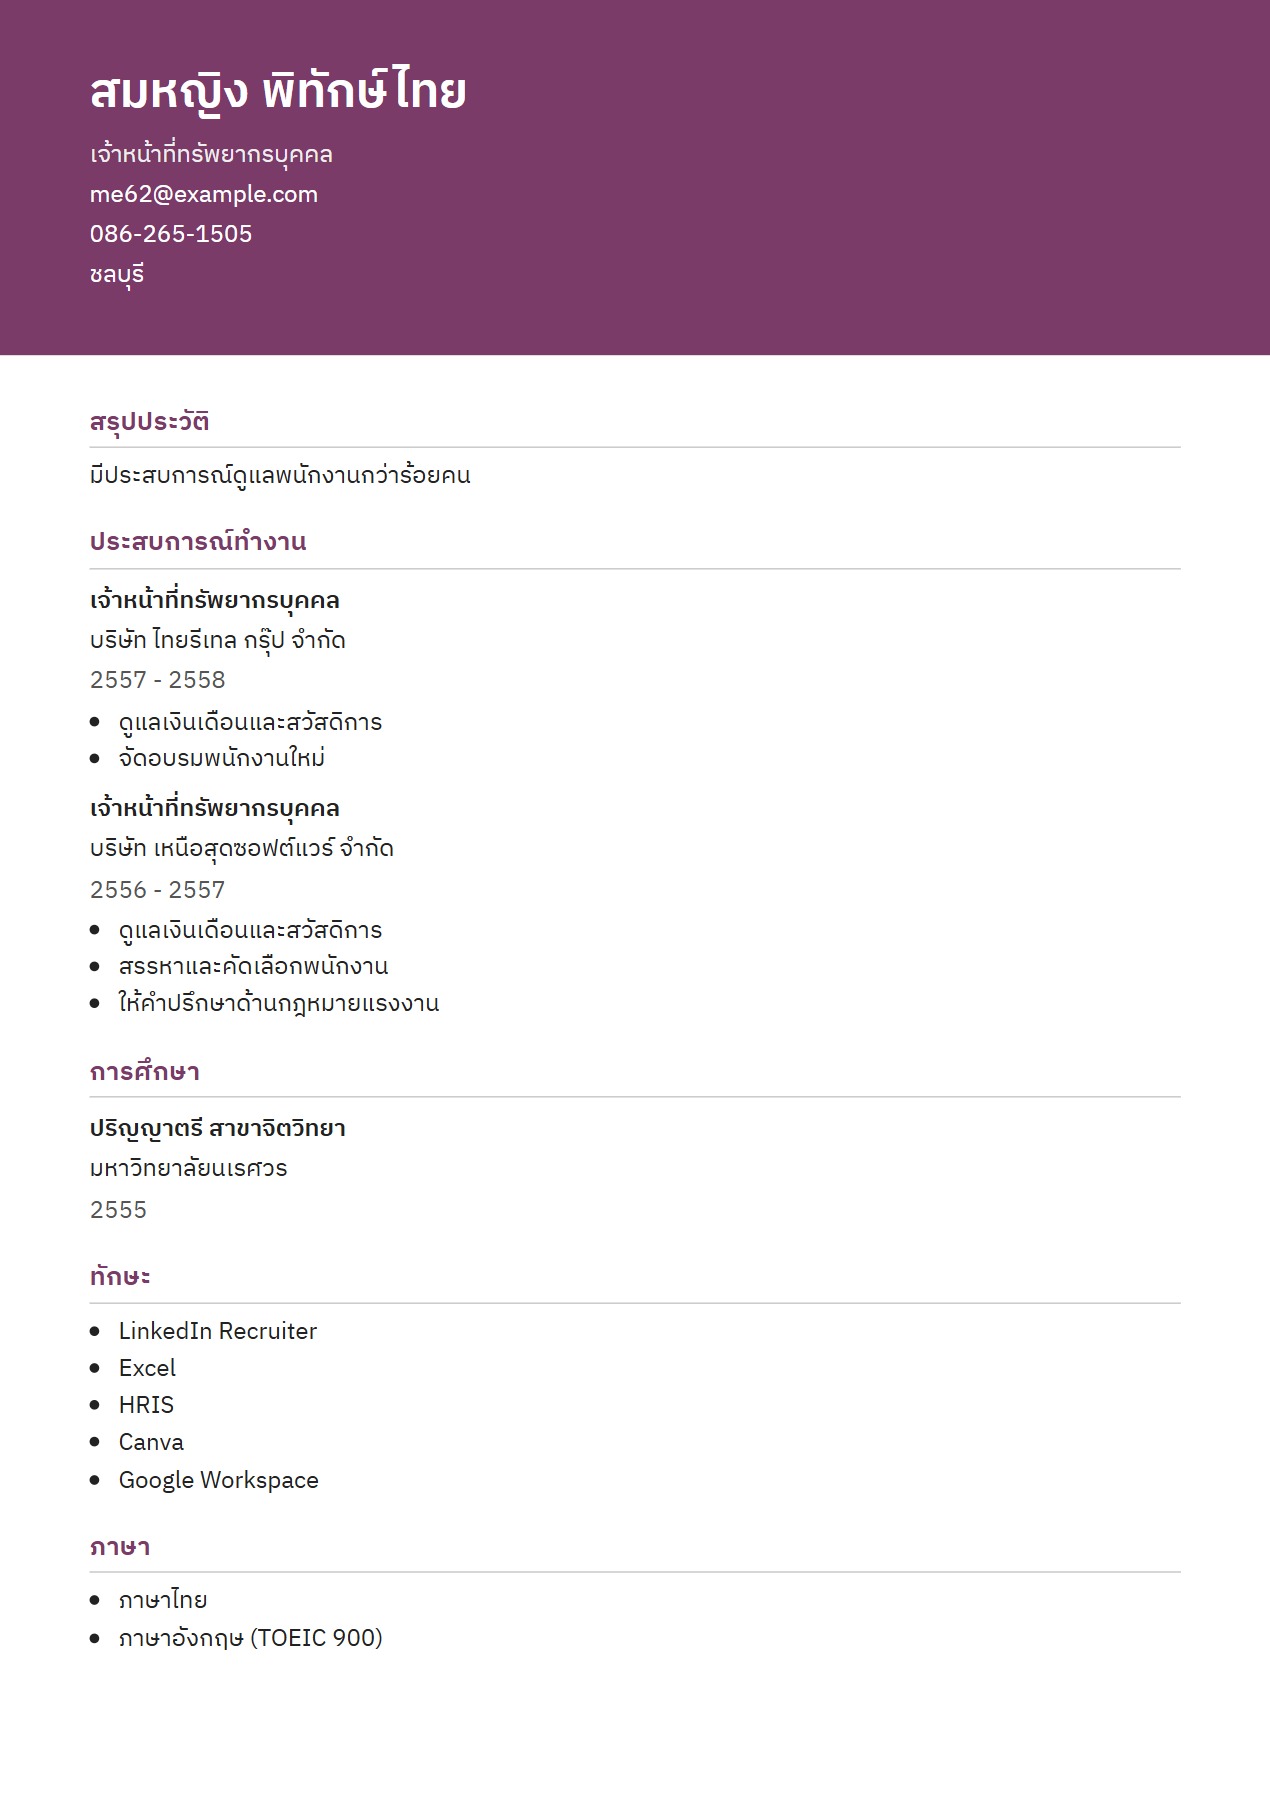 สมหญิง พิทักษ์ไทย
เจ้าหน้าที่ทรัพยากรบุคคล
me62@example.com
086-265-1505
ชลบุรี
สรุปประวัติ
มีประสบการณ์ดูแลพนักงานกว่าร้อยคน
ประสบการณ์ทำงาน
เจ้าหน้าที่ทรัพยากรบุคคล
บริษัท ไทยรีเทล กรุ๊ป จำกัด
2557 - 2558
● ดูแลเงินเดือนและสวัสดิการ
● จัดอบรมพนักงานใหม่
เจ้าหน้าที่ทรัพยากรบุคคล
บริษัท เหนือสุดซอฟต์แวร์ จำกัด
2556 - 2557
● ดูแลเงินเดือนและสวัสดิการ
● สรรหาและคัดเลือกพนักงาน
● ให้คำปรึกษาด้านกฎหมายแรงงาน
การศึกษา
ปริญญาตรี สาขาจิตวิทยา
มหาวิทยาลัยนเรศวร
2555
ทักษะ
● LinkedIn Recruiter
● Excel
● HRIS
● Canva
● Google Workspace
ภาษา
● ภาษาไทย
● ภาษาอังกฤษ (TOEIC 900)